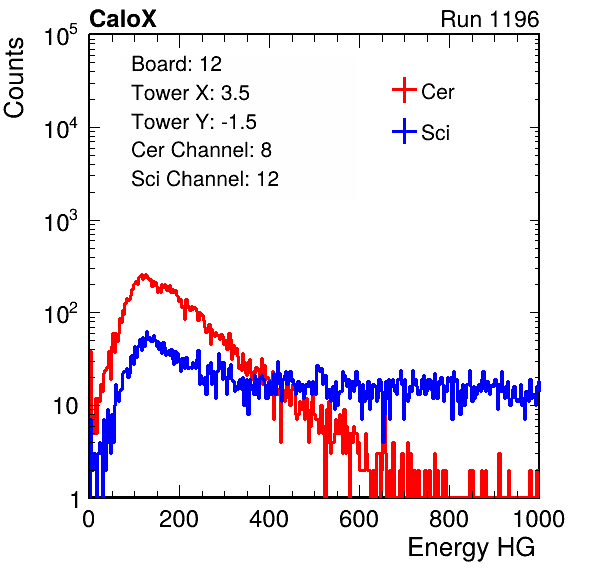 CaloX Run 1196
Counts
10^5
10^4
10^3
10^2
10
1
Board: 12
Tower X: 3.5
Tower Y: -1.5
Cer Channel: 8
Sci Channel: 12
Cer
Sci
0 200 400 600 800 1000
Energy HG